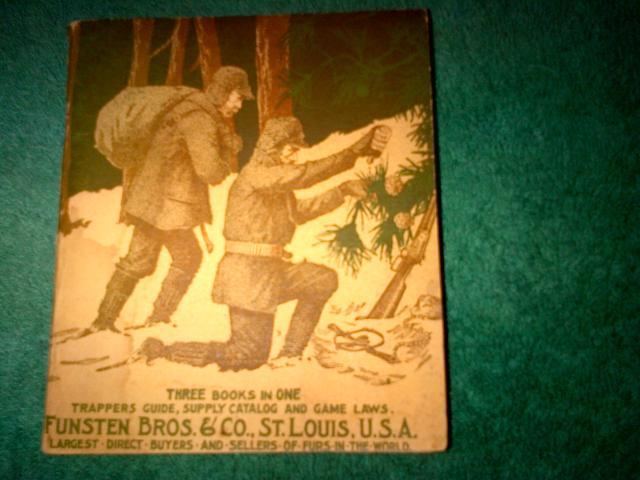 THREE BOOKS IN ONE
TRAPPERS GUIDE, SUPPLY CATALOG AND GAME LAWS.
FUNSTEN BROS. & CO., ST. LOUIS, U.S.A.
LARGEST·DIRECT·BUYERS·AND·SELLERS·OF·FURS·IN·THE·WORLD.